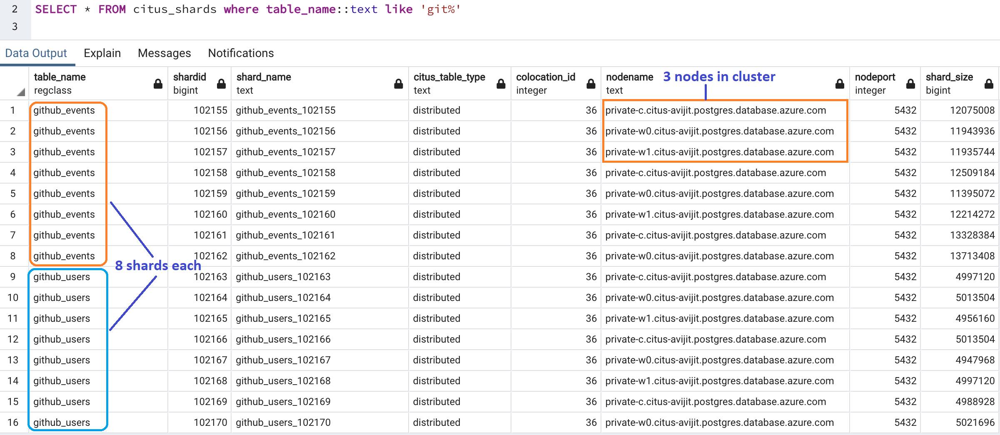 2 SELECT * FROM citus_shards where table_name::text like 'git%'
3
Data Output Explain Messages Notifications
table_name shardid shard_name citus_table_type colocation_id nodename 3 nodes in cluster nodeport shard_size
regclass bigint text text integer text integer bigint
1 github_events 102155 github_events_102155 distributed 36 private-c.citus-avijit.postgres.database.azure.com 5432 12075008
2 github_events 102156 github_events_102156 distributed 36 private-w0.citus-avijit.postgres.database.azure.com 5432 11943936
3 github_events 102157 github_events_102157 distributed 36 private-w1.citus-avijit.postgres.database.azure.com 5432 11935744
4 github_events 102158 github_events_102158 distributed 36 private-c.citus-avijit.postgres.database.azure.com 5432 12509184
5 github_events 102159 github_events_102159 distributed 36 private-w0.citus-avijit.postgres.database.azure.com 5432 11395072
6 github_events 102160 github_events_102160 distributed 36 private-w1.citus-avijit.postgres.database.azure.com 5432 12214272
7 github_events 102161 github_events_102161 distributed 36 private-c.citus-avijit.postgres.database.azure.com 5432 13328384
8 github_events 102162 github_events_102162 distributed 36 private-w0.citus-avijit.postgres.database.azure.com 5432 13713408
8 shards each
9 github_users 102163 github_users_102163 distributed 36 private-c.citus-avijit.postgres.database.azure.com 5432 4997120
10 github_users 102164 github_users_102164 distributed 36 private-w0.citus-avijit.postgres.database.azure.com 5432 5013504
11 github_users 102165 github_users_102165 distributed 36 private-w1.citus-avijit.postgres.database.azure.com 5432 4956160
12 github_users 102166 github_users_102166 distributed 36 private-c.citus-avijit.postgres.database.azure.com 5432 5013504
13 github_users 102167 github_users_102167 distributed 36 private-w0.citus-avijit.postgres.database.azure.com 5432 4947968
14 github_users 102168 github_users_102168 distributed 36 private-w1.citus-avijit.postgres.database.azure.com 5432 4997120
15 github_users 102169 github_users_102169 distributed 36 private-c.citus-avijit.postgres.database.azure.com 5432 4988928
16 github_users 102170 github_users_102170 distributed 36 private-w0.citus-avijit.postgres.database.azure.com 5432 5021696